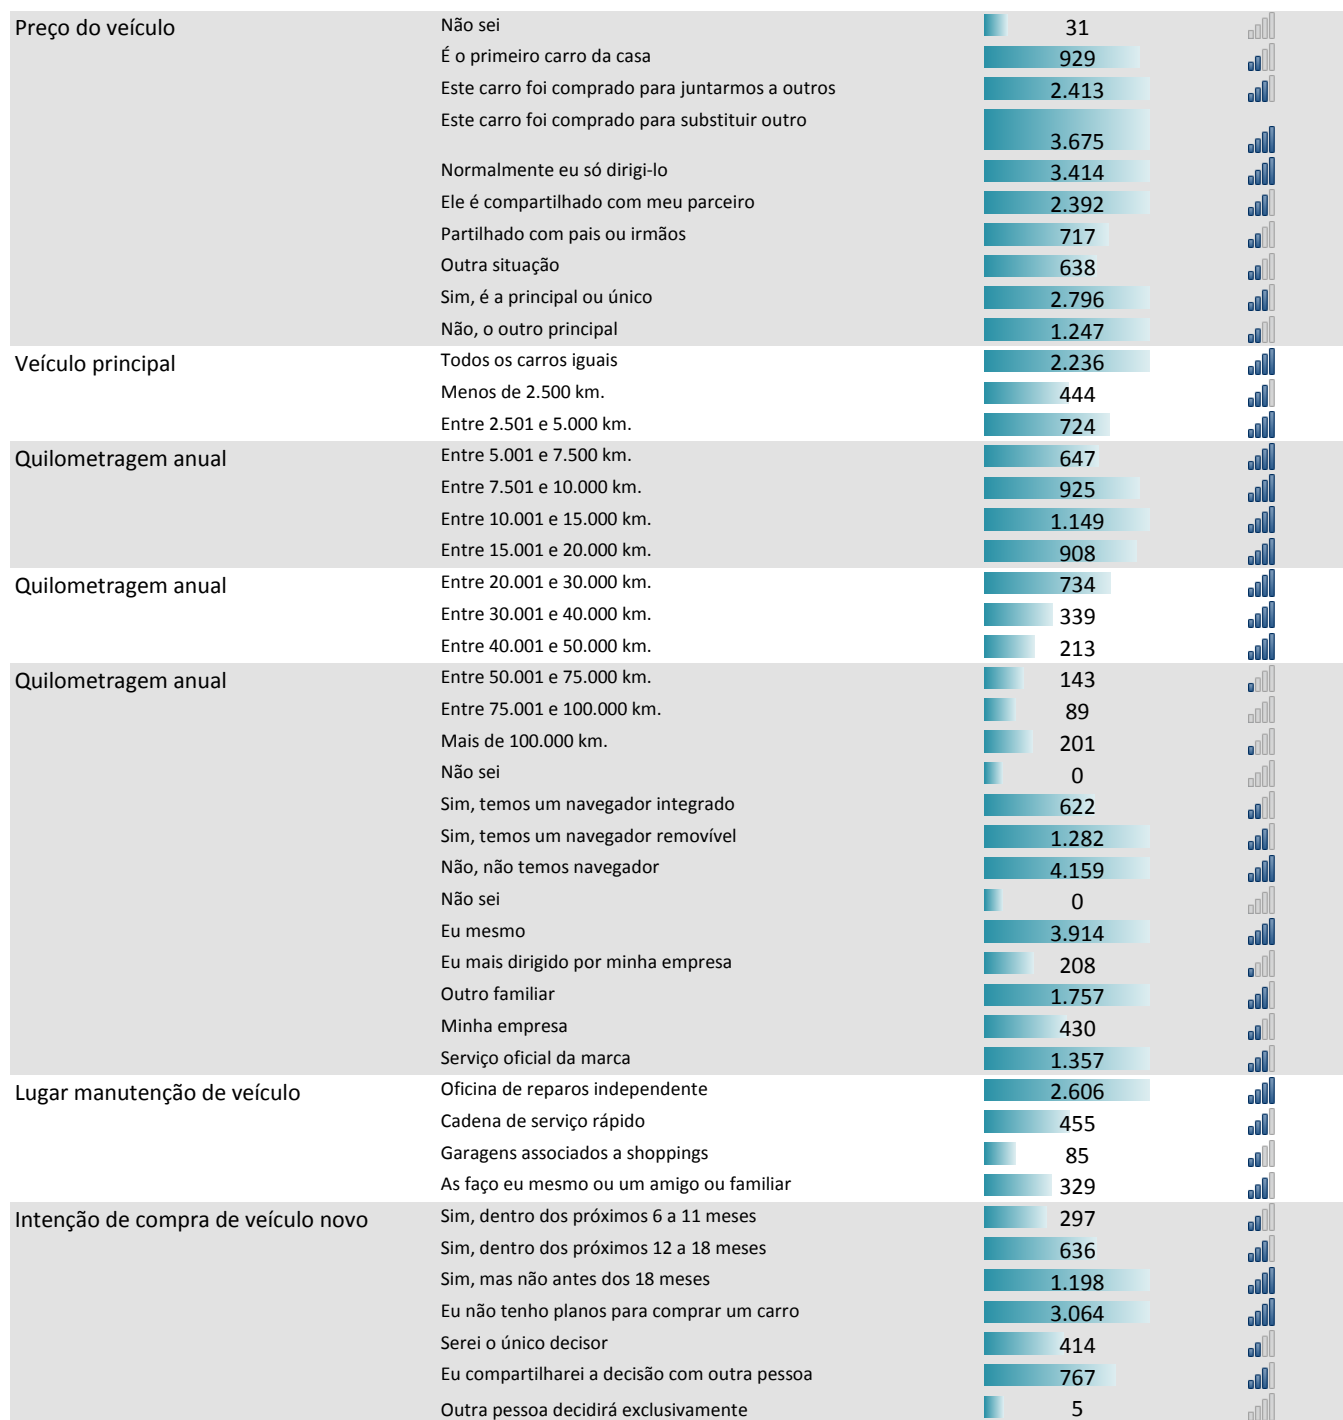 Preço do veículo Não sei 31
É o primeiro carro da casa 929
Este carro foi comprado para juntarmos a outros 2.413
Este carro foi comprado para substituir outro 3.675
Normalmente eu só dirigi-lo 3.414
Ele é compartilhado com meu parceiro 2.392
Partilhado com pais ou irmãos 717
Outra situação 638
Sim, é a principal ou único 2.796
Não, o outro principal 1.247
Veículo principal Todos os carros iguais 2.236
Menos de 2.500 km. 444
Entre 2.501 e 5.000 km. 724
Quilometragem anual Entre 5.001 e 7.500 km. 647
Entre 7.501 e 10.000 km. 925
Entre 10.001 e 15.000 km. 1.149
Entre 15.001 e 20.000 km. 908
Quilometragem anual Entre 20.001 e 30.000 km. 734
Entre 30.001 e 40.000 km. 339
Entre 40.001 e 50.000 km. 213
Quilometragem anual Entre 50.001 e 75.000 km. 143
Entre 75.001 e 100.000 km. 89
Mais de 100.000 km. 201
Não sei 0
Sim, temos um navegador integrado 622
Sim, temos um navegador removível 1.282
Não, não temos navegador 4.159
Não sei 0
Eu mesmo 3.914
Eu mais dirigido por minha empresa 208
Outro familiar 1.757
Minha empresa 430
Serviço oficial da marca 1.357
Lugar manutenção de veículo Oficina de reparos independente 2.606
Cadena de serviço rápido 455
Garagens associados a shoppings 85
As faço eu mesmo ou um amigo ou familiar 329
Intenção de compra de veículo novo Sim, dentro dos próximos 6 a 11 meses 297
Sim, dentro dos próximos 12 a 18 meses 636
Sim, mas não antes dos 18 meses 1.198
Eu não tenho planos para comprar um carro 3.064
Serei o único decisor 414
Eu compartilharei a decisão com outra pessoa 767
Outra pessoa decidirá exclusivamente 5